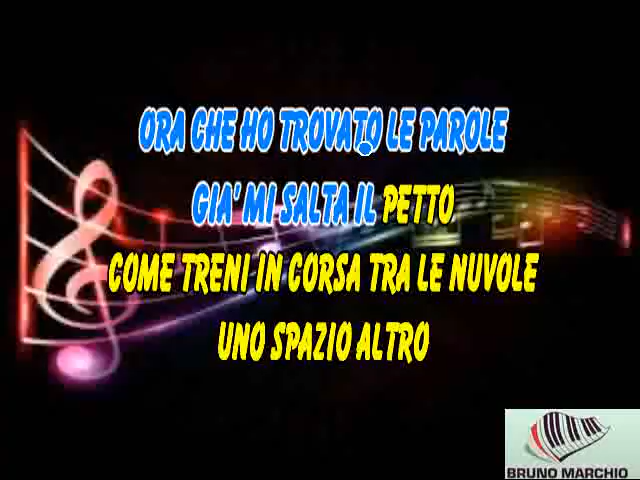 ORA CHE HO TROVATO LE PAROLE
GIA' MI SALTA IL PETTO
COME TRENI IN CORSA TRA LE NUVOLE
UNO SPAZIO ALTRO
BRUNO MARCHIO